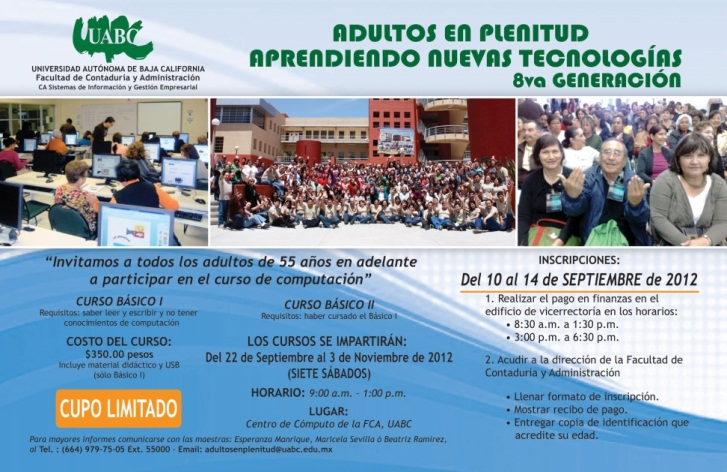 UABC
UNIVERSIDAD AUTÓNOMA DE BAJA CALIFORNIA
Facultad de Contaduría y Administración
CA Sistemas de Información y Gestión Empresarial
ADULTOS EN PLENITUD
APRENDIENDO NUEVAS TECNOLOGÍAS
8va GENERACIÓN
“Invitamos a todos los adultos de 55 años en adelante
a participar en el curso de computación”
CURSO BÁSICO I
Requisitos: saber leer y escribir y no tener
conocimientos de computación
COSTO DEL CURSO:
$350.00 pesos
Incluye material didáctico y USB
(sólo Básico I)
CUPO LIMITADO
CURSO BÁSICO II
Requisitos: haber cursado el Básico I
LOS CURSOS SE IMPARTIRÁN:
Del 22 de Septiembre al 3 de Noviembre de 2012
(SIETE SÁBADOS)
HORARIO: 9:00 a.m. - 1:00 p.m.
LUGAR:
Centro de Cómputo de la FCA, UABC
Para mayores informes comunicarse con las maestras: Esperanza Manrique, Maricela Sevilla ó Beatriz Ramírez,
al Tel. : (664) 979-75-05 Ext. 55000 - Email: adultosenplenitud@uabc.edu.mx
INSCRIPCIONES:
Del 10 al 14 de SEPTIEMBRE de 2012
1. Realizar el pago en finanzas en el
edificio de vicerrectoría en los horarios:
• 8:30 a.m. a 1:30 p.m.
• 3:00 p.m. a 6:30 p.m.
2. Acudir a la dirección de la Facultad de
Contaduría y Administración
• Llenar formato de inscripción.
• Mostrar recibo de pago.
• Entregar copia de identificación que
acredite su edad.